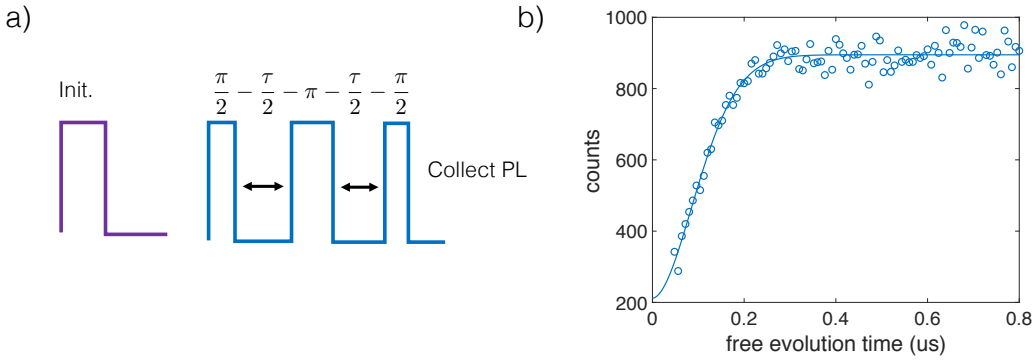 a)
Init.
π/2 − τ/2 − π − τ/2 − π/2
Collect PL
b)
1000
800
600
400
200
counts
0 0.2 0.4 0.6 0.8
free evolution time (us)